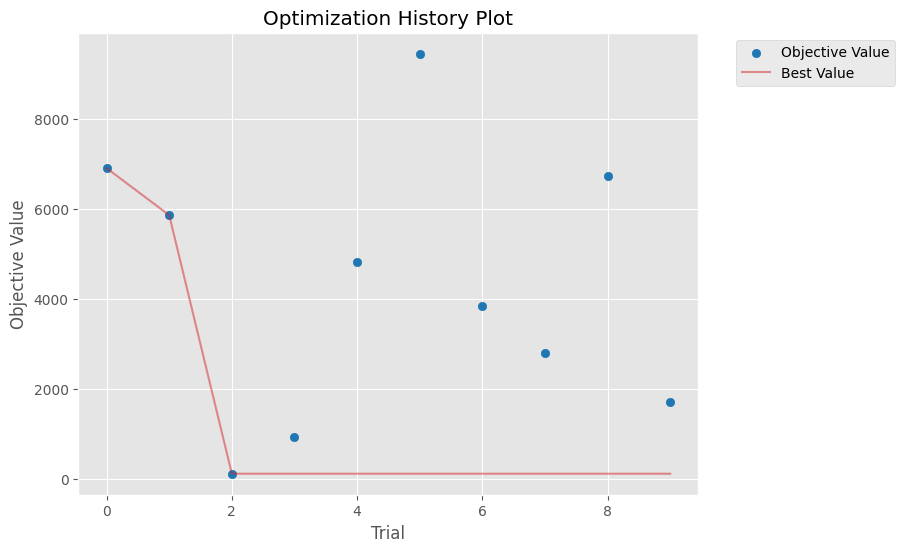 Optimization History Plot
Objective Value
Best Value
Objective Value
8000
6000
4000
2000
0
0 2 4 6 8
Trial